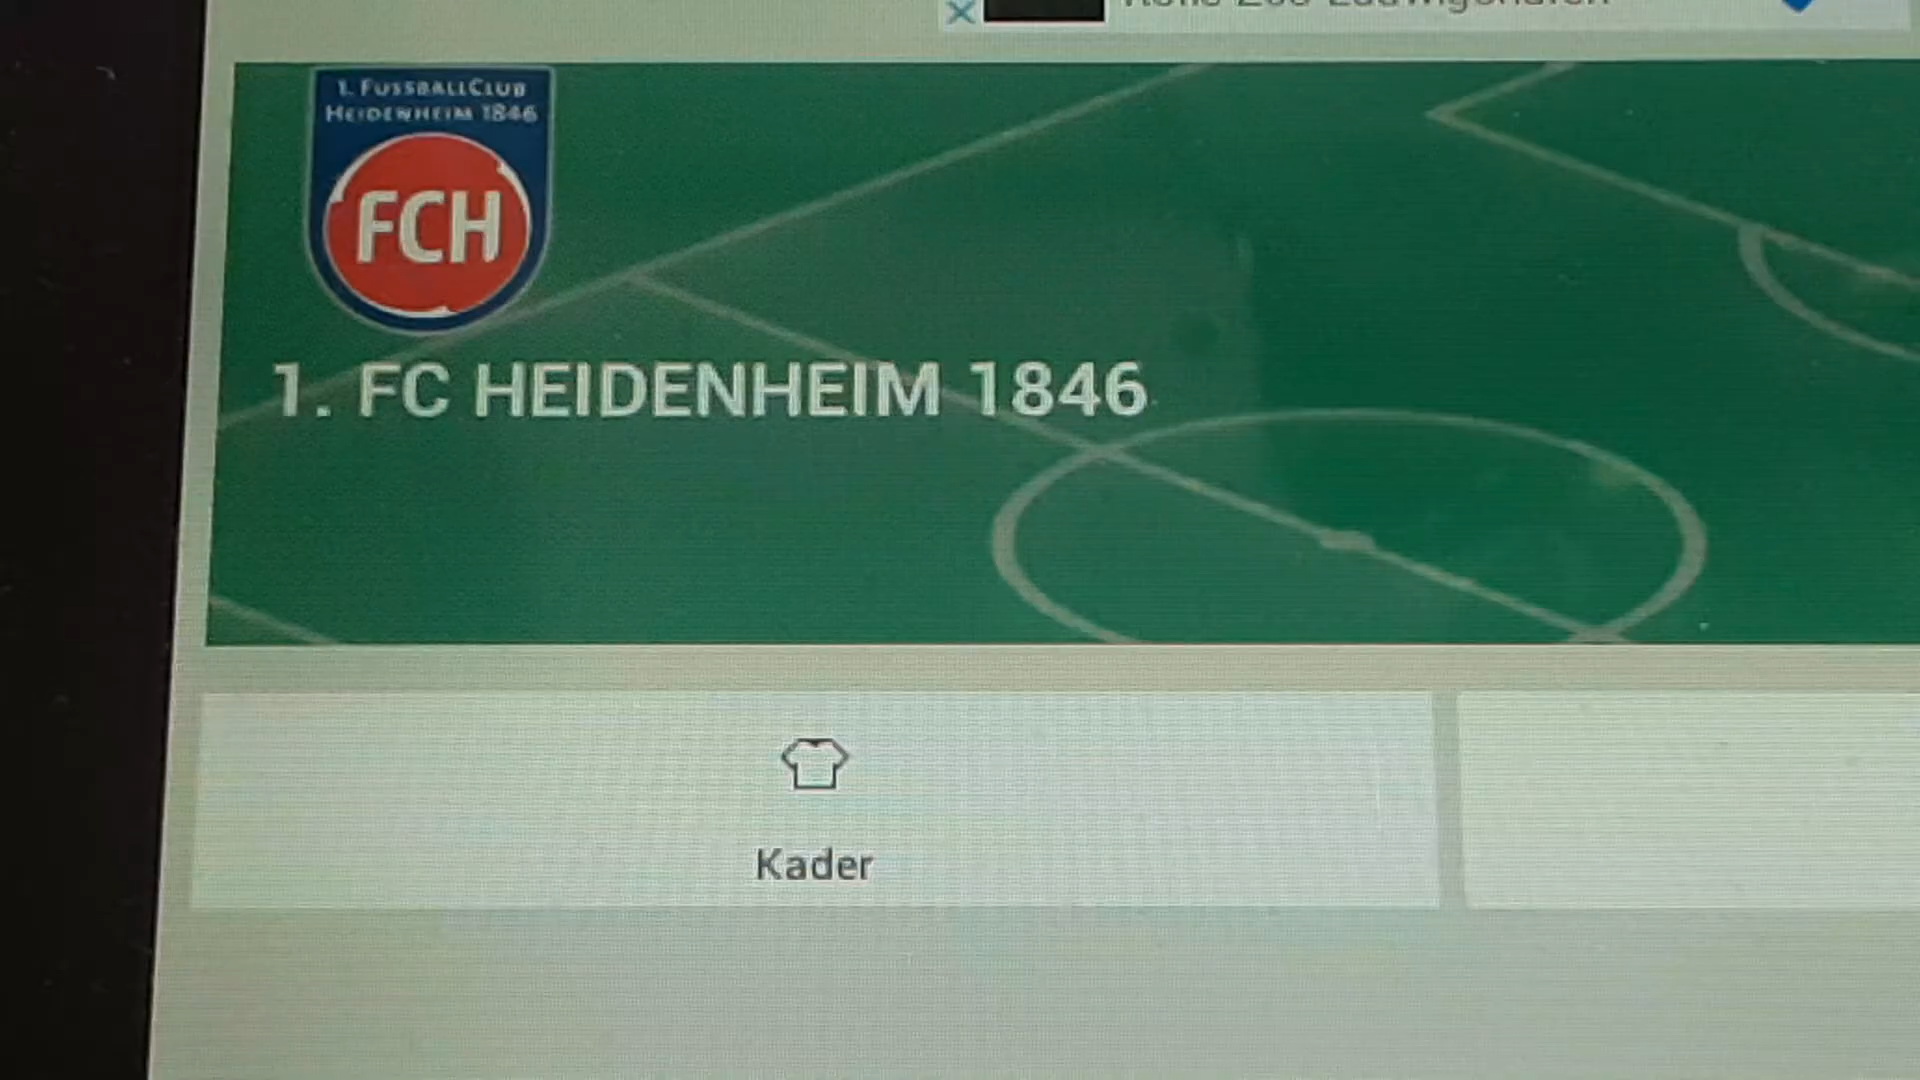 1. FUSSBALLCLUB
HEIDENHEIM 1846
FCH
1. FC HEIDENHEIM 1846
Kader